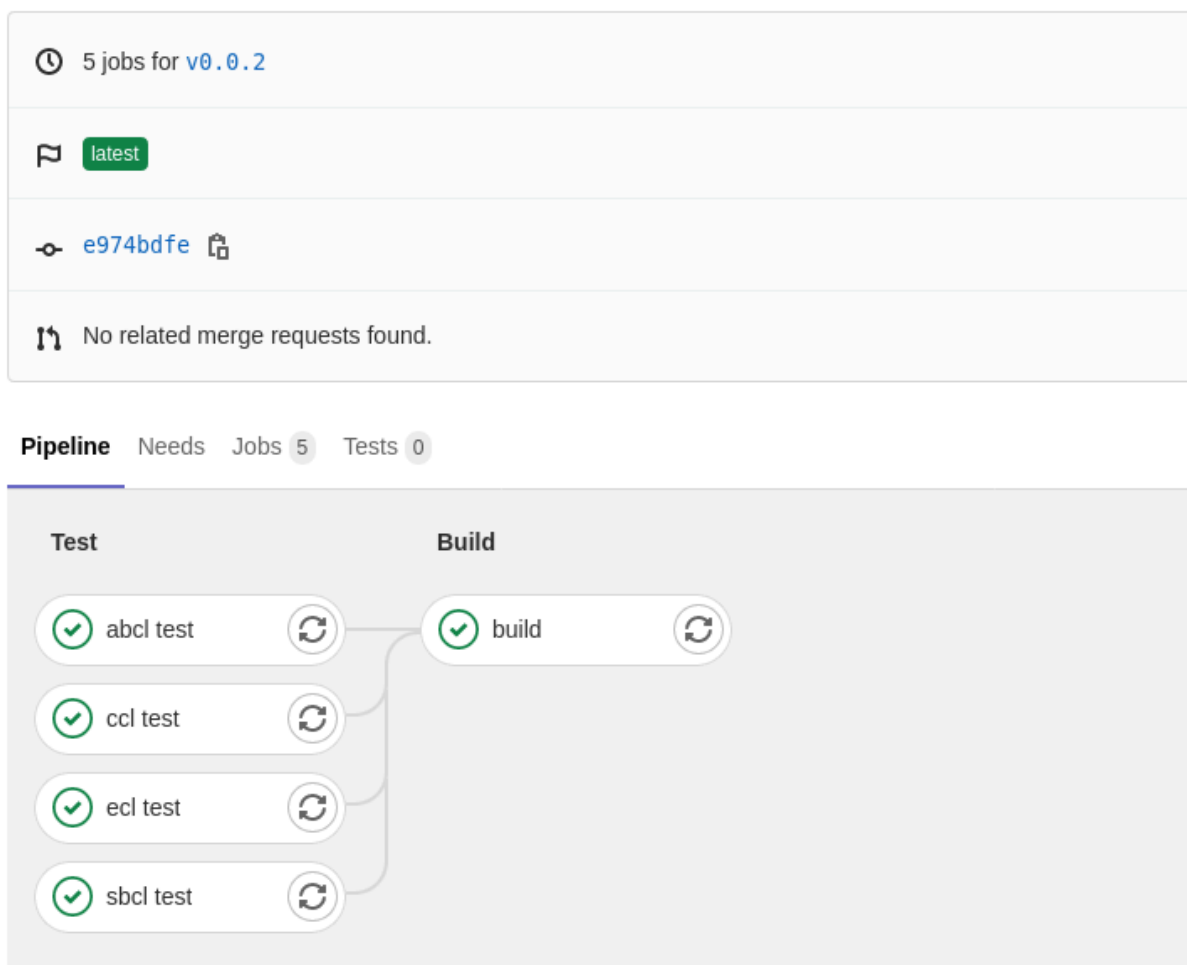 5 jobs for v0.0.2
latest
e974bdfe
No related merge requests found.
Pipeline Needs Jobs 5 Tests 0
Test Build
abcl test build
ccl test
ecl test
sbcl test